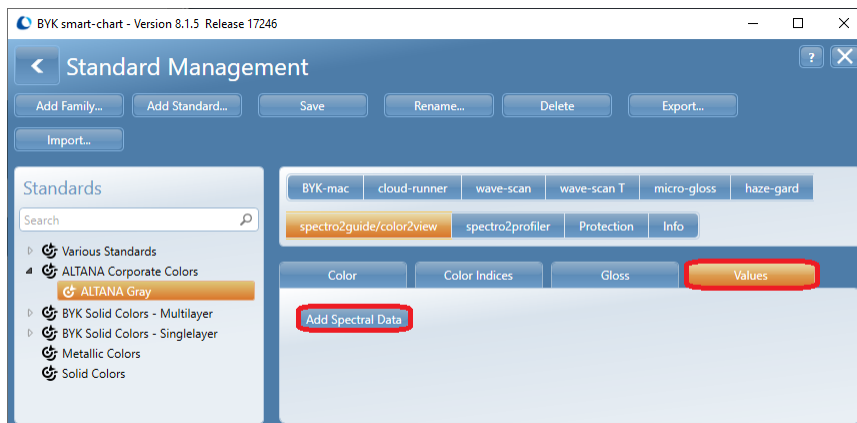 BYK smart-chart - Version 8.1.5 Release 17246
Standard Management
?
Add Family... Add Standard... Save Rename... Delete Export...
Import...
Standards
Search
Various Standards
ALTANA Corporate Colors
ALTANA Gray
BYK Solid Colors - Multilayer
BYK Solid Colors - Singlelayer
Metallic Colors
Solid Colors
BYK-mac cloud-runner wave-scan wave-scan T micro-gloss haze-gard
spectro2guide/color2view spectro2profiler Protection Info
Color Color Indices Gloss Values
Add Spectral Data